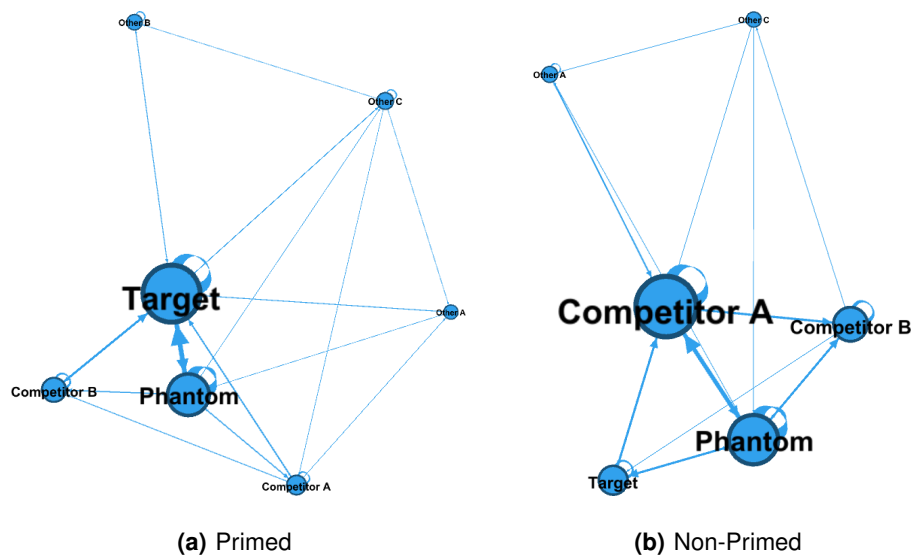 Other B
Other C
Target
Other A
Competitor B
Phantom
Competitor A
(a) Primed
Other C
Other A
Competitor A
Competitor B
Phantom
Target
(b) Non-Primed